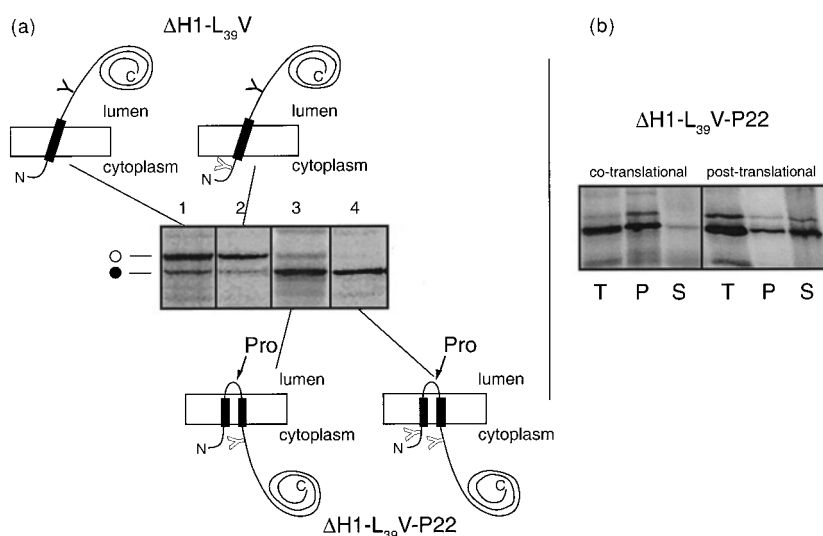 (a)
ΔH1-L₃₉V
C
C
Y
Y
lumen
lumen
cytoplasm
cytoplasm
Y
N
N
1 2 3 4
Pro
Pro
lumen
lumen
cytoplasm
cytoplasm
Y
Y
Y
N
N
C
C
ΔH1-L₃₉V-P22
(b)
ΔH1-L₃₉V-P22
co-translational post-translational
T P S T P S